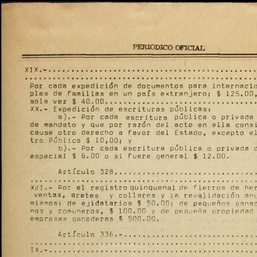 PERIODICO OFICIAL
XIX.-
Por cada expedición de documentos para internacio
ples de familias en un país extranjero; $ 125.00,
sola vez $ 40.00
XX.- Expedición de escrituras públicas:
a).- Por cada escritura pública o privada
de mandato y que por razón del acto en ella consi
cause otro derecho a favor del Estado, excepto el
tro Público $ 10.00; y
b).- Por cada escritura pública o privada d
especial $ 6.00 o si fuere general $ 12.00.
Artículo 328.
XVI.- Por el registro quinquenal de fierros de her
ventas, aretes y collares y la revalidación anu
mismos: de ejidatarios $ 50.00; de pequeños ganad
nos y comuneros, $ 100.00 y de pequeña propiedad
empresas ganaderas $ 500.00.
Artículo 336.-
IX.-